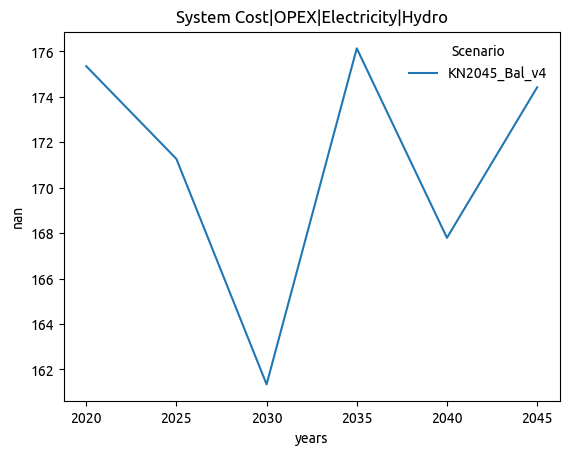 System Cost|OPEX|Electricity|Hydro
Scenario
KN2045_Bal_v4
176
174
172
170
168
166
164
162
nan
2020 2025 2030 2035 2040 2045
years